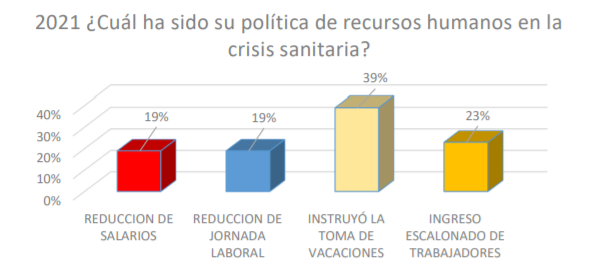 2021 ¿Cuál ha sido su política de recursos humanos en la
crisis sanitaria?
39%
19%
19%
23%
40%
30%
20%
10%
0%
REDUCCION DE
SALARIOS
REDUCCION DE
JORNADA
LABORAL
INSTRUYÓ LA
TOMA DE
VACACIONES
INGRESO
ESCALONADO DE
TRABAJADORES